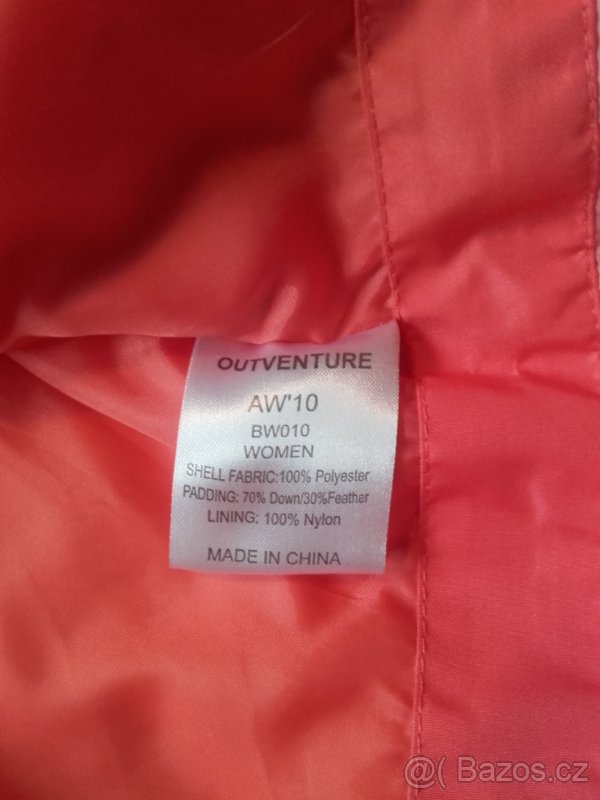 OUTVENTURE
AW'10
BW010
WOMEN
SHELL FABRIC:100% Polyester
PADDING: 70% Down/30%Feather
LINING: 100% Nylon
MADE IN CHINA
@( Bazos.cz